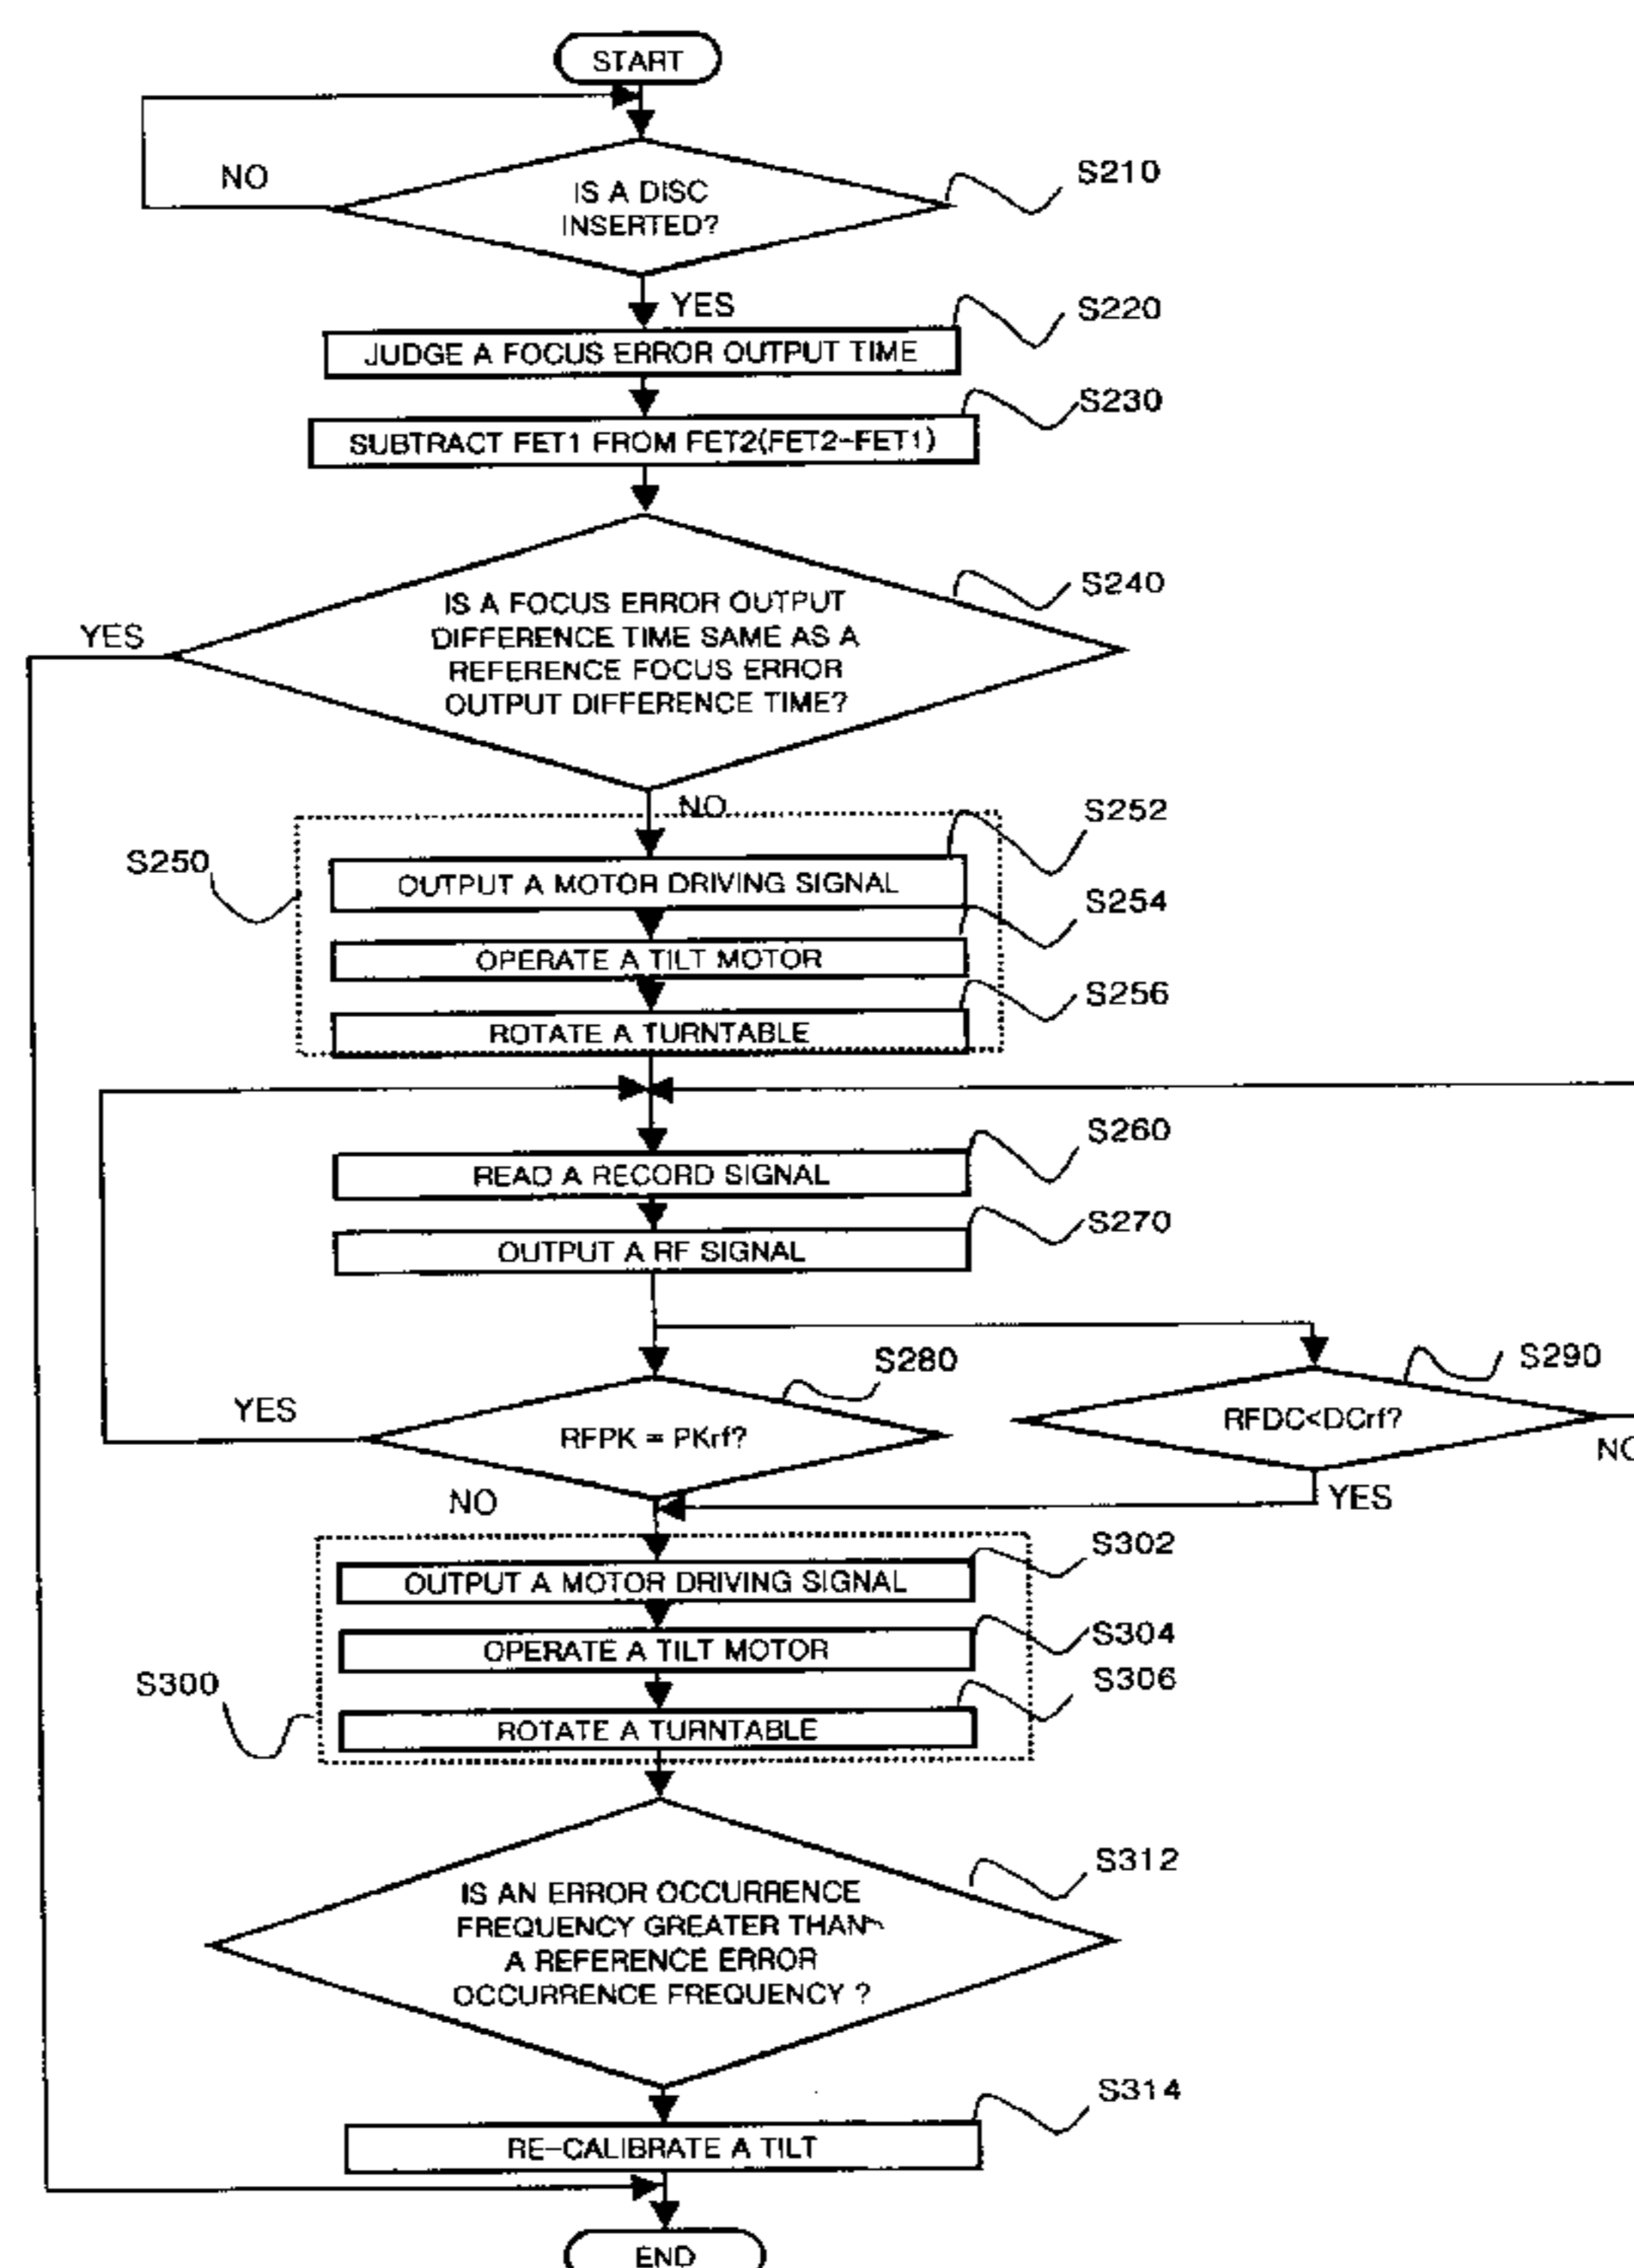 START
NO
IS A DISC
INSERTED?
S210
YES
S220
JUDGE A FOCUS ERROR OUTPUT TIME
S230
SUBTRACT FET1 FROM FET2(FET2-FET1)
S240
IS A FOCUS ERROR OUTPUT
DIFFERENCE TIME SAME AS A
REFERENCE FOCUS ERROR
OUTPUT DIFFERENCE TIME?
YES
NO
S252
S250
OUTPUT A MOTOR DRIVING SIGNAL
S254
OPERATE A TILT MOTOR
S256
ROTATE A TURNTABLE
S260
READ A RECORD SIGNAL
S270
OUTPUT A RF SIGNAL
S280
S290
YES
RFPK = PKrf?
RFDC<DCrf?
NO
NO
YES
S302
OUTPUT A MOTOR DRIVING SIGNAL
S304
OPERATE A TILT MOTOR
S300
S306
ROTATE A TURNTABLE
S312
IS AN ERROR OCCURRENCE
FREQUENCY GREATER THAN
A REFERENCE ERROR
OCCURRENCE FREQUENCY ?
S314
RE-CALIBRATE A TILT
END